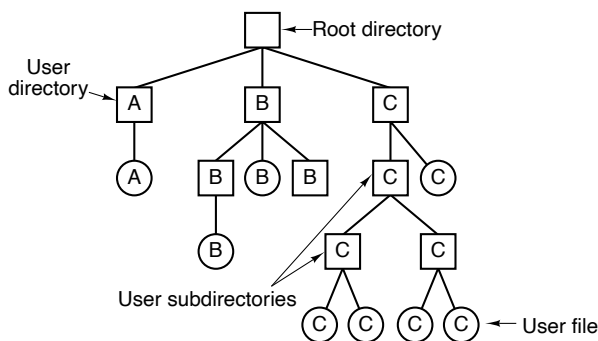 Root directory
User
directory
A B C
A B B B C C
B C C
User subdirectories
C C C C
User file